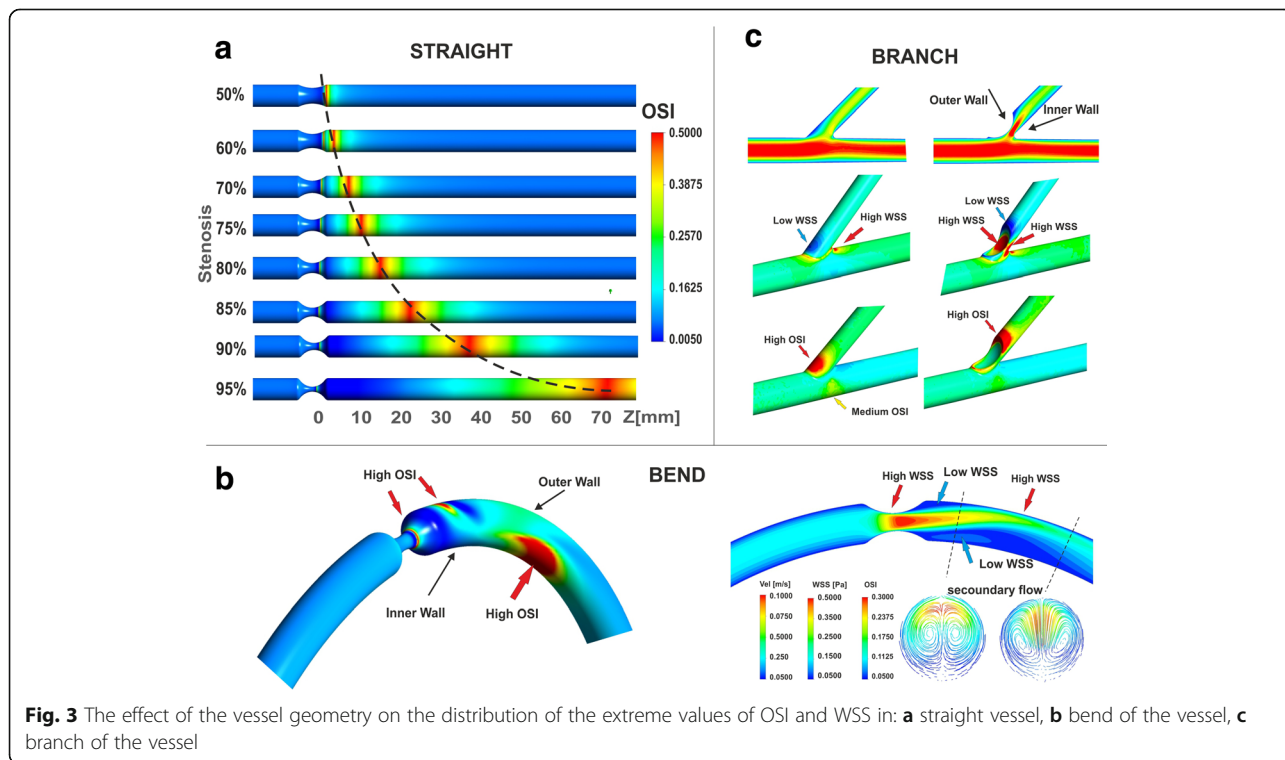 a
STRAIGHT
50%
60%
70%
75%
80%
85%
90%
95%
Stenosis
0 10 20 30 40 50 60 70 Z[mm]
OSI
0.5000
0.3875
0.2570
0.1625
0.0050
c
BRANCH
Outer Wall
Inner Wall
Low WSS
High WSS
Low WSS
High WSS
High WSS
High OSI
Medium OSI
High OSI
b
BEND
High OSI
Outer Wall
Inner Wall
High OSI
High WSS
Low WSS
High WSS
Low WSS
secoundary flow
Vel [m/s] WSS [Pa] OSI
0.1000 0.5000 0.3000
0.0750 0.3500 0.2375
0.5000 0.2500 0.1750
0.250 0.1500 0.1125
0.0500 0.0500 0.0500
Fig. 3 The effect of the vessel geometry on the distribution of the extreme values of OSI and WSS in: a straight vessel, b bend of the vessel, c
branch of the vessel